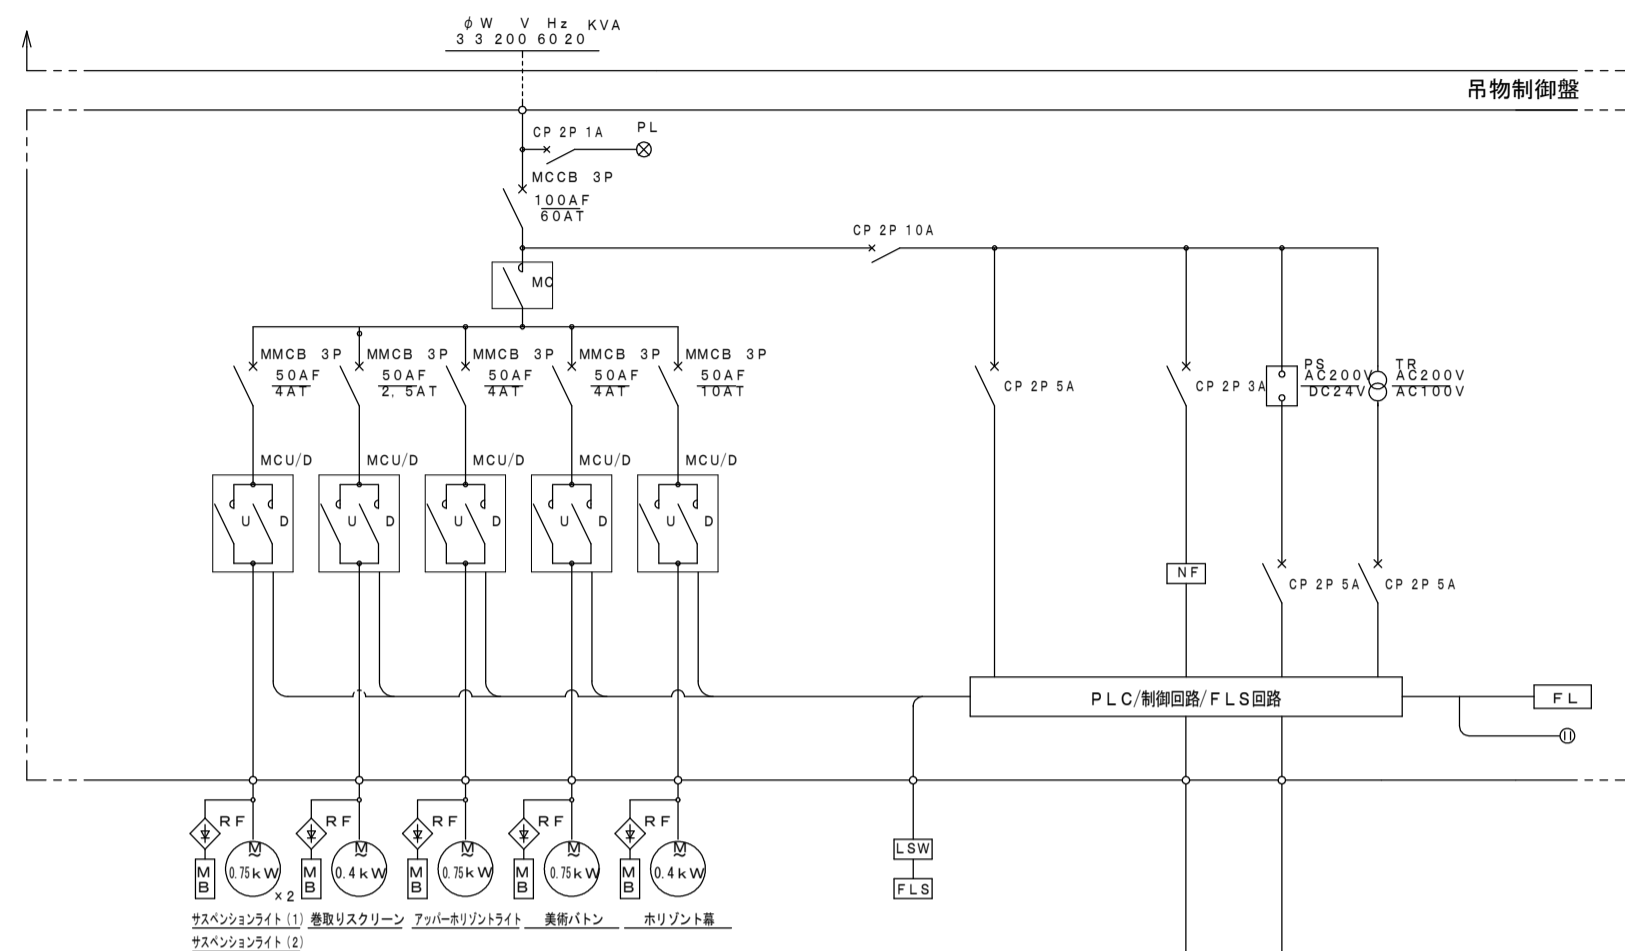 φ W V Hz KVA
3 3 200 60 20
吊物制御盤
CP 2P 1A
PL
MCCB 3P
100AF
60AT
CP 2P 10A
MC
MMCB 3P
50AF
4AT
MMCB 3P
50AF
2,5AT
MMCB 3P
50AF
4AT
MMCB 3P
50AF
4AT
MMCB 3P
50AF
10AT
CP 2P 5A
CP 2P 3A
PS
AC200V
DC24V
TR
AC200V
AC100V
MCU/D
MCU/D
MCU/D
MCU/D
MCU/D
U D
U D
U D
U D
U D
NF
CP 2P 5A
CP 2P 5A
PLC/制御回路/FLS回路
FL
RF
RF
RF
RF
RF
MB
M
0.75kW
×2
MB
M
0.4kW
MB
M
0.75kW
MB
M
0.75kW
MB
M
0.4kW
LSW
FLS
サスペンションライト(1)
巻取りスクリーン
アッパーホリゾントライト
美術バトン
ホリゾント幕
サスペンションライト(2)